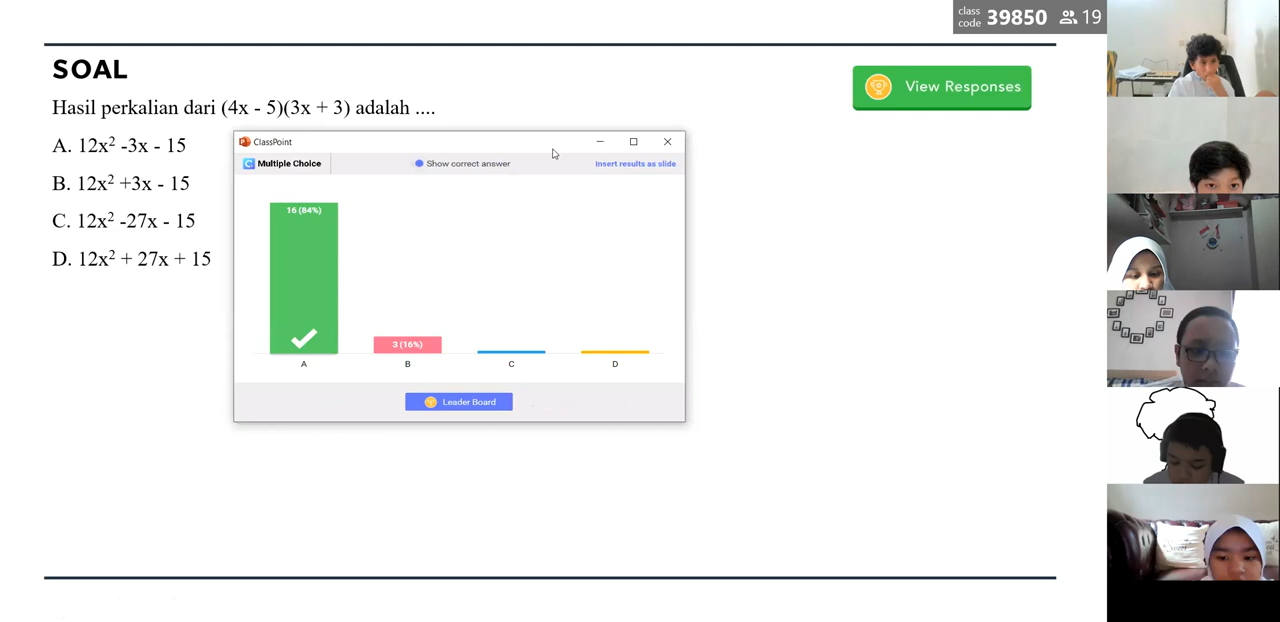 class code 39850 19
SOAL
View Responses
Hasil perkalian dari (4x - 5)(3x + 3) adalah ....
A. 12x² -3x - 15
B. 12x² +3x - 15
C. 12x² -27x - 15
D. 12x² + 27x + 15
ClassPoint
Multiple Choice
Show correct answer
Insert results as slide
16 (84%)
3 (16%)
A B C D
Leader Board